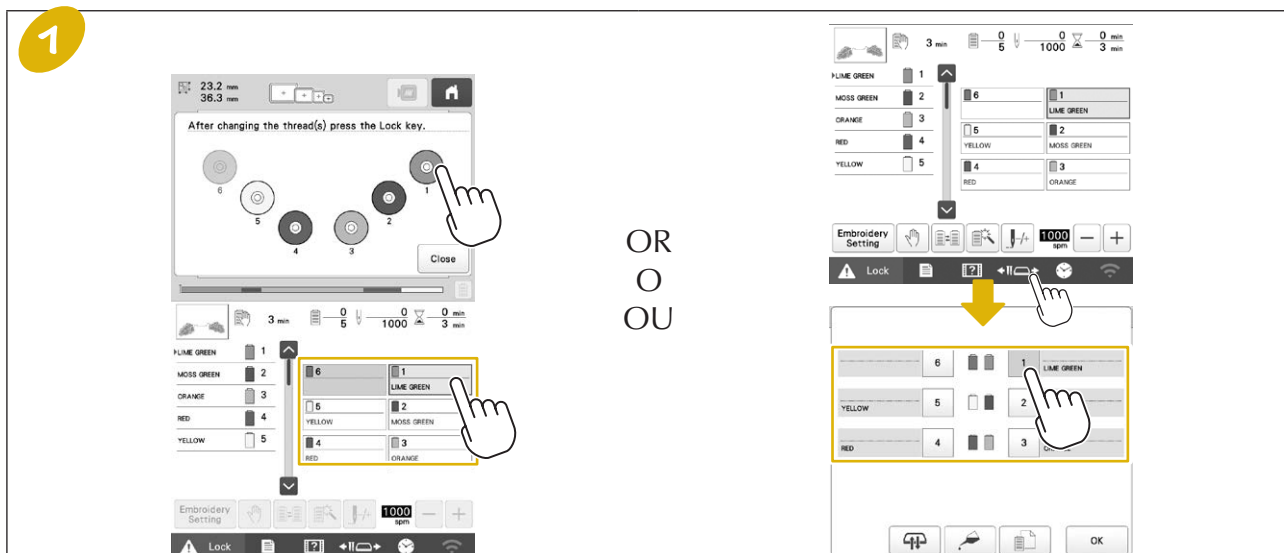 1
23.2 mm
36.3 mm
After changing the thread(s) press the Lock key.
6
1
5
2
4
3
Close
3 min
0
5
0
1000
0 min
3 min
LIME GREEN 1
MOSS GREEN 2
ORANGE 3
RED 4
YELLOW 5
6
1
LIME GREEN
5
YELLOW
2
MOSS GREEN
4
RED
3
ORANGE
Embroidery
Setting
-/+
1000
spm
− +
Lock
?
OR
O
OU
3 min
0
5
0
1000
0 min
3 min
LIME GREEN 1
MOSS GREEN 2
ORANGE 3
RED 4
YELLOW 5
6
1
LIME GREEN
5
YELLOW
2
MOSS GREEN
4
RED
3
ORANGE
Embroidery
Setting
-/+
1000
spm
− +
Lock
?
6 1 LIME GREEN
YELLOW 5 2
RED 4 3
OK